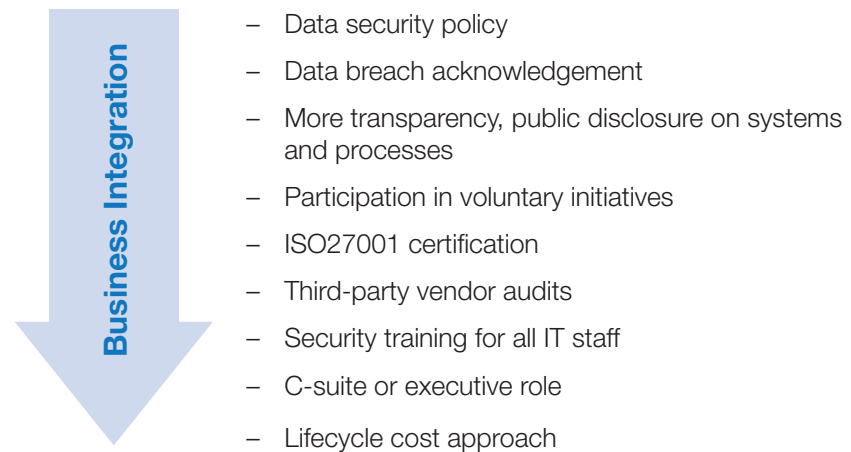 Business Integration
– Data security policy
– Data breach acknowledgement
– More transparency, public disclosure on systems
and processes
– Participation in voluntary initiatives
– ISO27001 certification
– Third-party vendor audits
– Security training for all IT staff
– C-suite or executive role
– Lifecycle cost approach